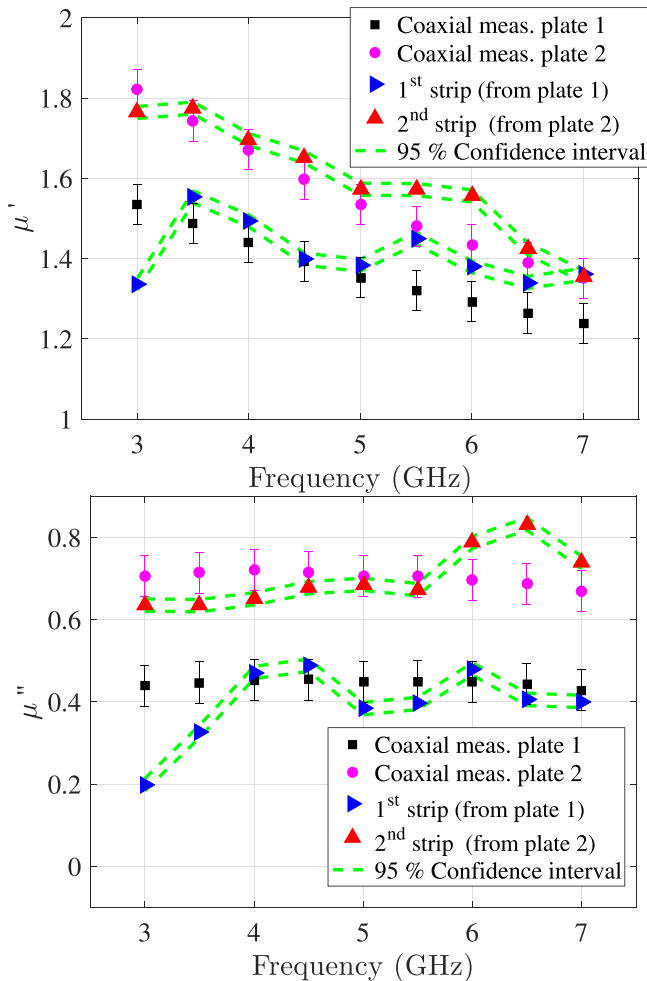 2
1.8
1.6
1.4
1.2
1
μ'
3 4 5 6 7
Frequency (GHz)
Coaxial meas. plate 1
Coaxial meas. plate 2
1st strip (from plate 1)
2nd strip (from plate 2)
95 % Confidence interval
0.8
0.6
0.4
0.2
0
μ"
3 4 5 6 7
Frequency (GHz)
Coaxial meas. plate 1
Coaxial meas. plate 2
1st strip (from plate 1)
2nd strip (from plate 2)
95 % Confidence interval